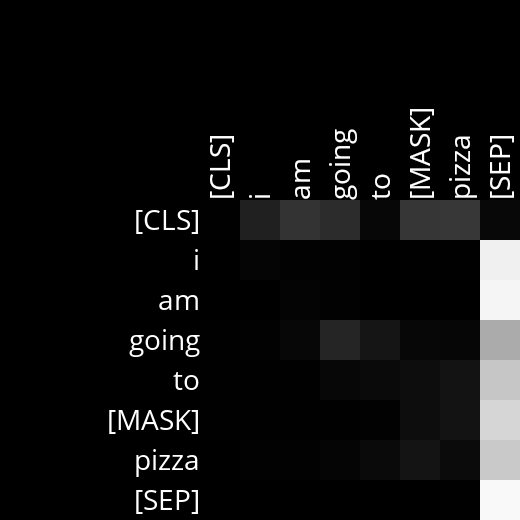 [CLS] i am going to [MASK] pizza [SEP]
[CLS]
i
am
going
to
[MASK]
pizza
[SEP]